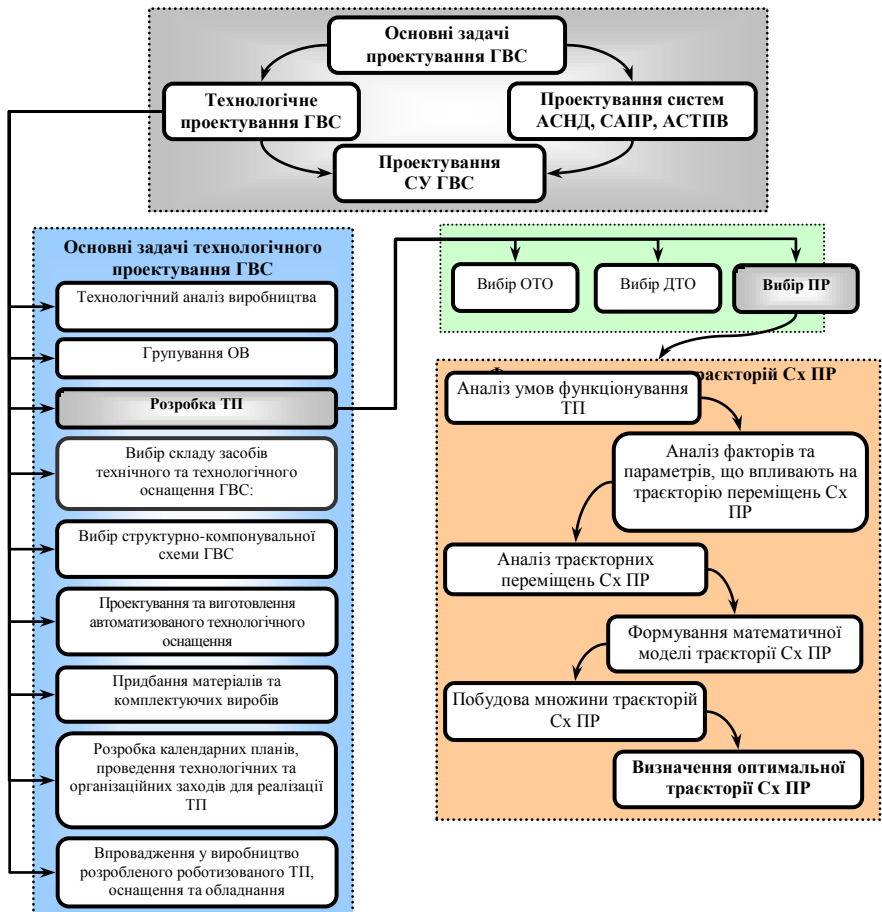 Основні задачі
проектування ГВС
Технологічне
проектування ГВС
Проектування систем
АСНД, САПР, АСТПВ
Проектування
СУ ГВС
Основні задачі технологічного
проектування ГВС
Технологічний аналіз виробництва
Групування ОВ
Розробка ТП
Вибір складу засобів
технічного та технологічного
оснащення ГВС:
Вибір структурно-компонувальної
схеми ГВС
Проектування та виготовлення
автоматизованого технологічного
оснащення
Придбання матеріалів та
комплектуючих виробів
Розробка календарних планів,
проведення технологічних та
організаційних заходів для реалізації
ТП
Впровадження у виробництво
розробленого роботизованого ТП,
оснащення та обладнання
Вибір ОТО
Вибір ДТО
Вибір ПР
Сх ПР
Аналіз умов функціонування
ТП
Аналіз факторів та
параметрів, що впливають на
траєкторію переміщень Сх
ПР
Аналіз траєкторних
переміщень Сх ПР
Формування математичної
моделі траєкторії Сх ПР
Побудова множини траєкторій
Сх ПР
Визначення оптимальної
траєкторії Сх ПР